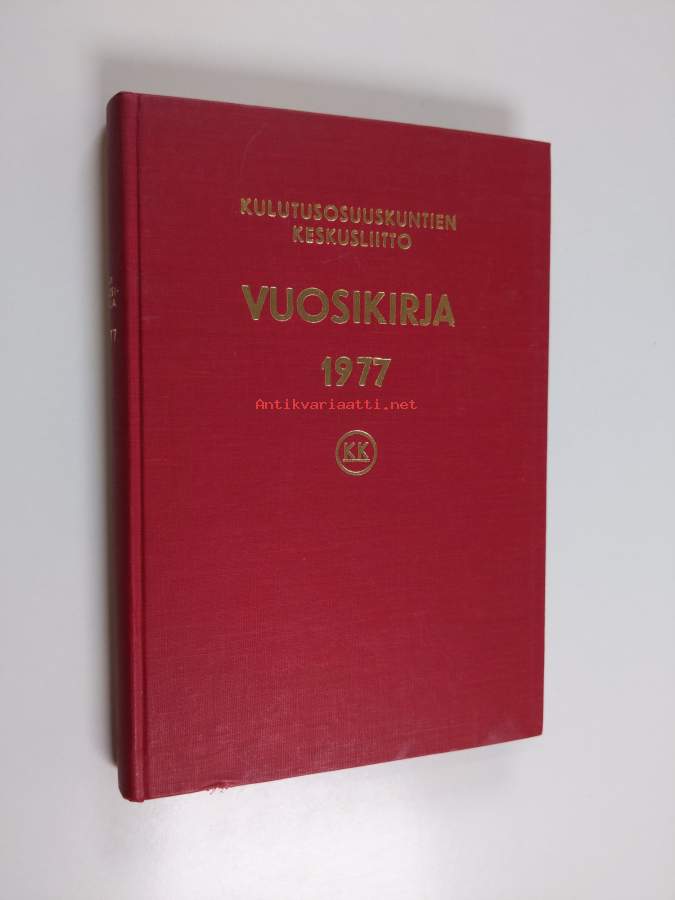 KULUTUSOSUUSKUNTIEN
KESKUSLIITTO
VUOSIKIRJA
1977
Antikvariaatti.net
KK